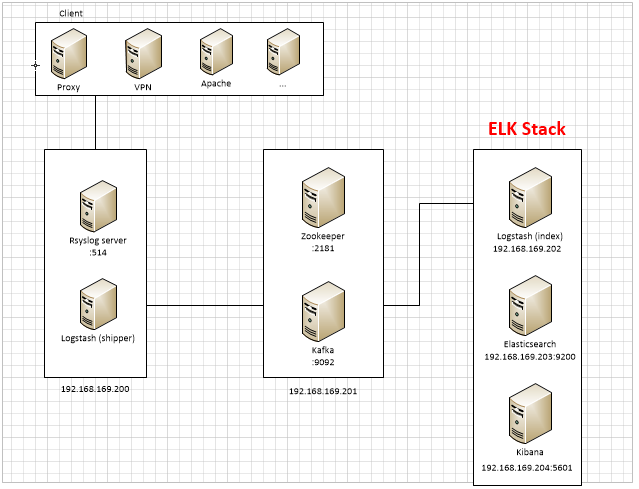 Client
Proxy
VPN
Apache
...
ELK Stack
Rsyslog server
:514
Logstash (shipper)
192.168.169.200
Zookeeper
:2181
Kafka
:9092
192.168.169.201
Logstash (index)
192.168.169.202
Elasticsearch
192.168.169.203:9200
Kibana
192.168.169.204:5601